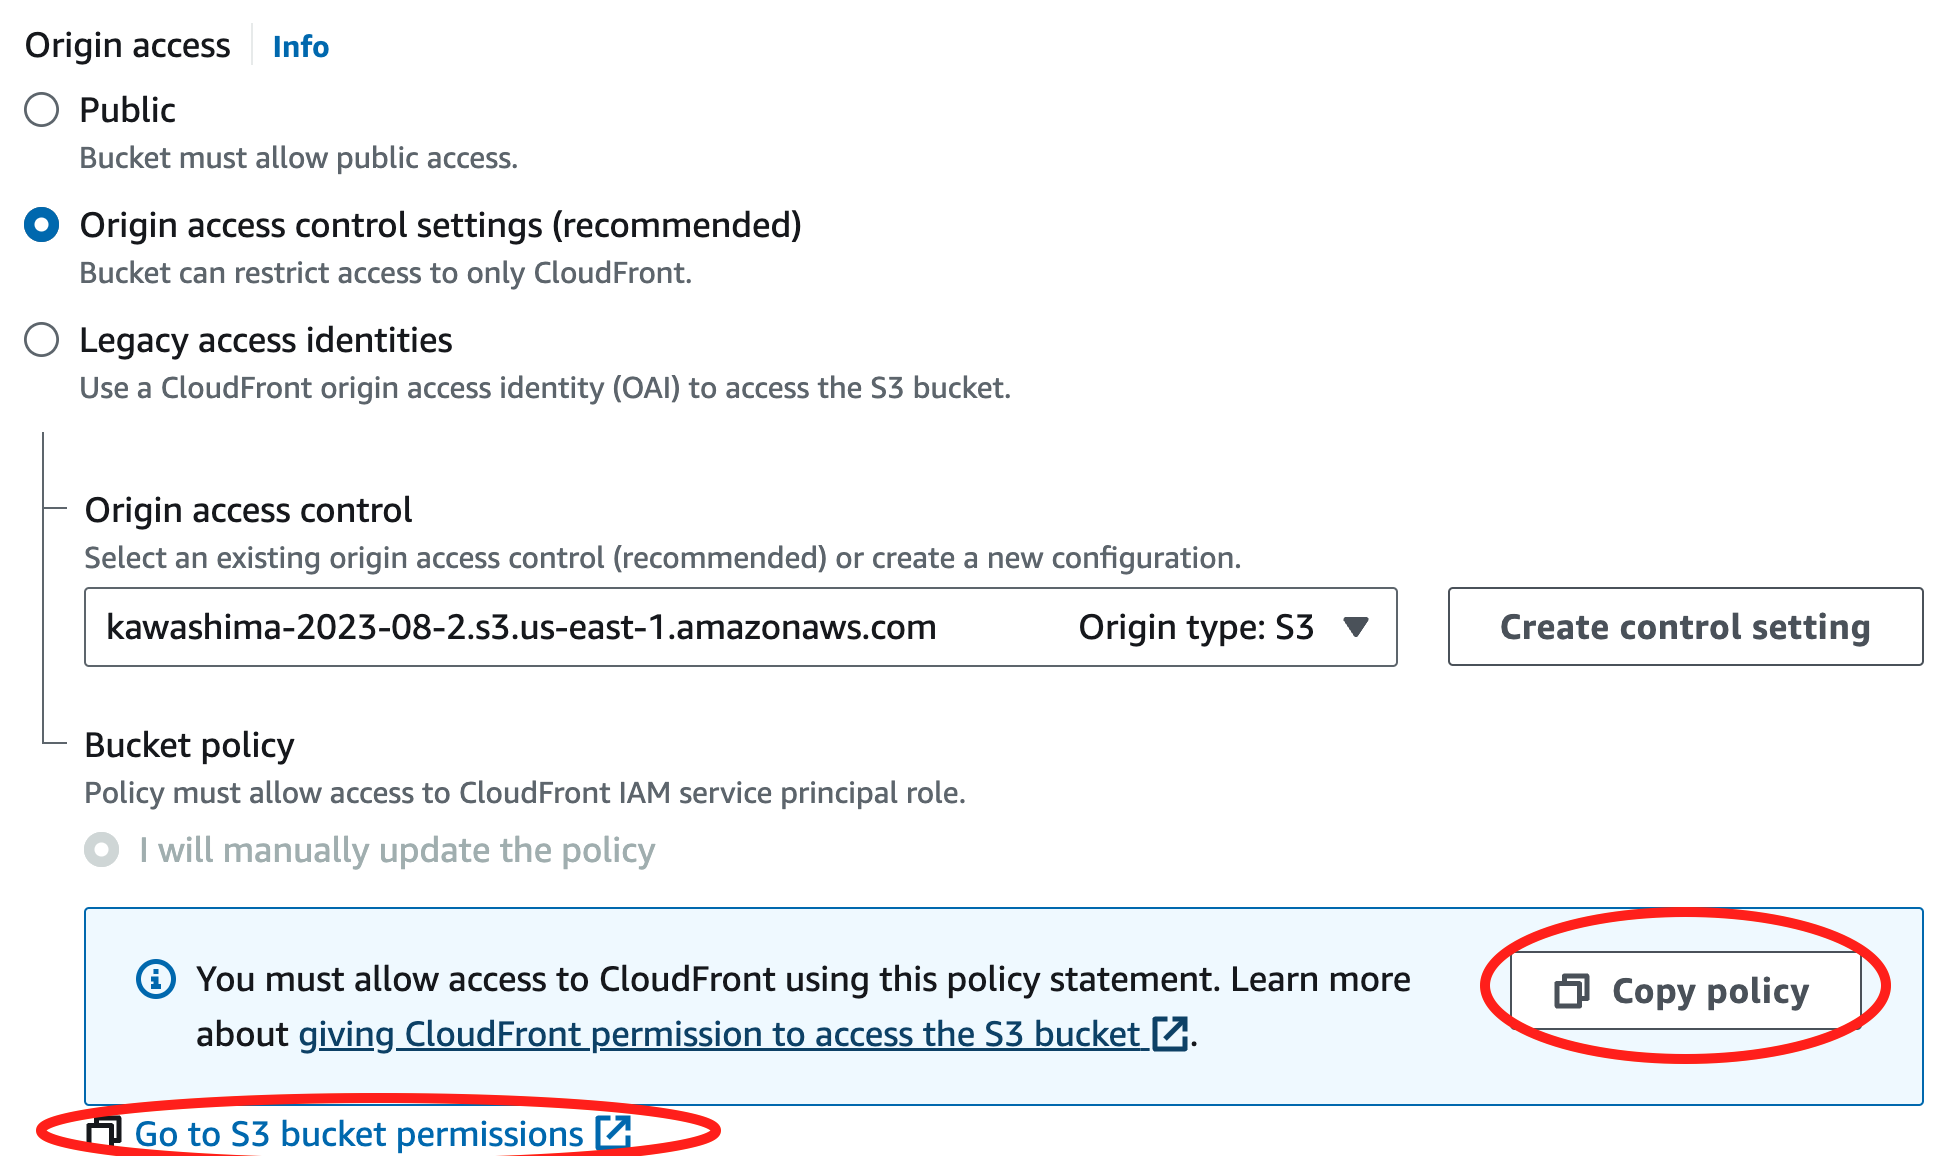 Origin access Info
Public
Bucket must allow public access.
Origin access control settings (recommended)
Bucket can restrict access to only CloudFront.
Legacy access identities
Use a CloudFront origin access identity (OAI) to access the S3 bucket.
Origin access control
Select an existing origin access control (recommended) or create a new configuration.
kawashima-2023-08-2.s3.us-east-1.amazonaws.com Origin type: S3 Create control setting
Bucket policy
Policy must allow access to CloudFront IAM service principal role.
I will manually update the policy
You must allow access to CloudFront using this policy statement. Learn more
about giving CloudFront permission to access the S3 bucket.
Copy policy
Go to S3 bucket permissions